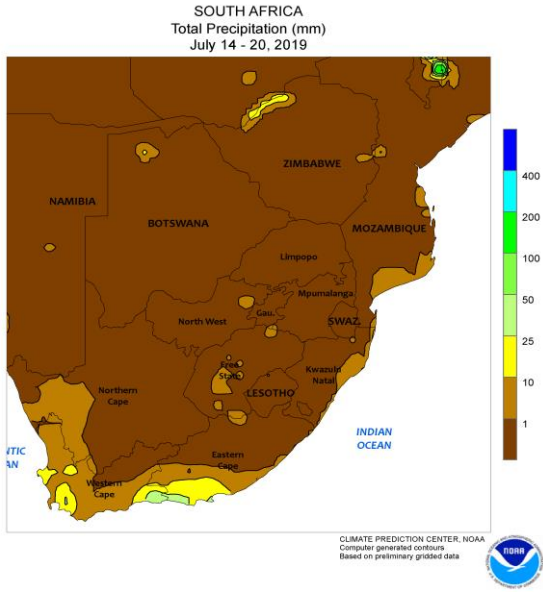 SOUTH AFRICA
Total Precipitation (mm)
July 14 - 20, 2019
ZIMBABWE
NAMIBIA
BOTSWANA
MOZAMBIQUE
Limpopo
Mpumalanga
North West
Gau.
SWAZ.
Free
State
Kwazulu
Natal
LESOTHO
Northern
Cape
Eastern
Cape
Western
Cape
INDIAN
OCEAN
NTIC
AN
400
200
100
50
25
10
1
CLIMATE PREDICTION CENTER, NOAA
Computer generated contours
Based on preliminary gridded data
NOAA